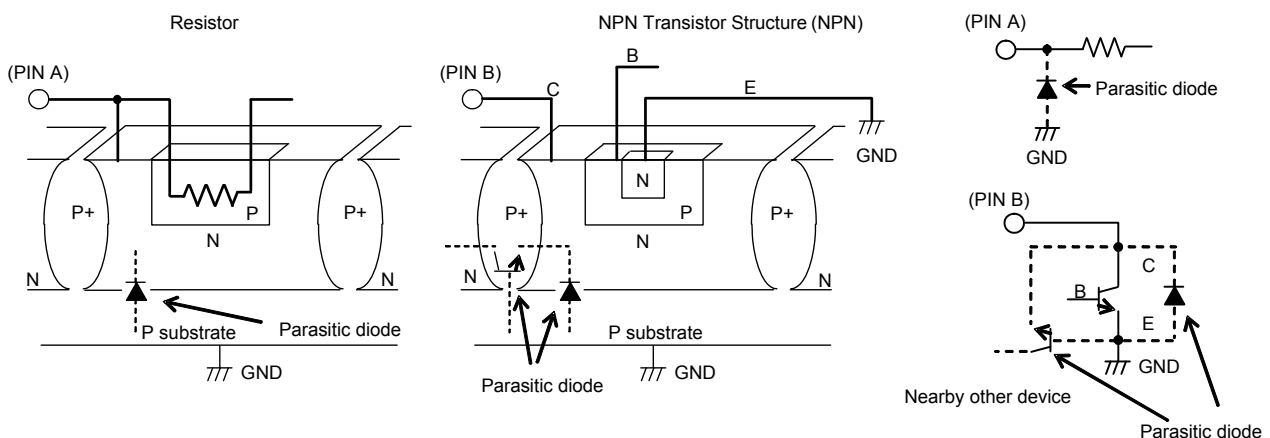 Resistor
(PIN A)
P+
P
N
P+
N
N
Parasitic diode
P substrate
GND
NPN Transistor Structure (NPN)
B
(PIN B)
C
E
GND
N
P+
P
P+
N
N
N
P substrate
GND
Parasitic diode
(PIN A)
Parasitic diode
GND
(PIN B)
C
B
E
GND
Nearby other device
Parasitic diode